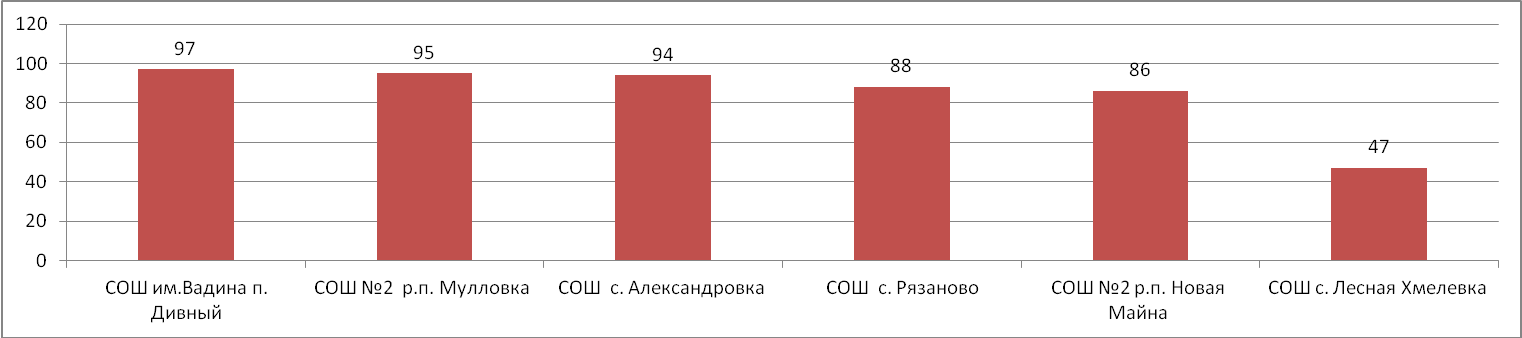 120
100
80
60
40
20
0
97
95
94
88
86
47
СОШ им.Вадина п.
Дивный
СОШ №2 р.п. Мулловка
СОШ с. Александровка
СОШ с. Рязаново
СОШ №2 р.п. Новая
Майна
СОШ с. Лесная Хмелевка